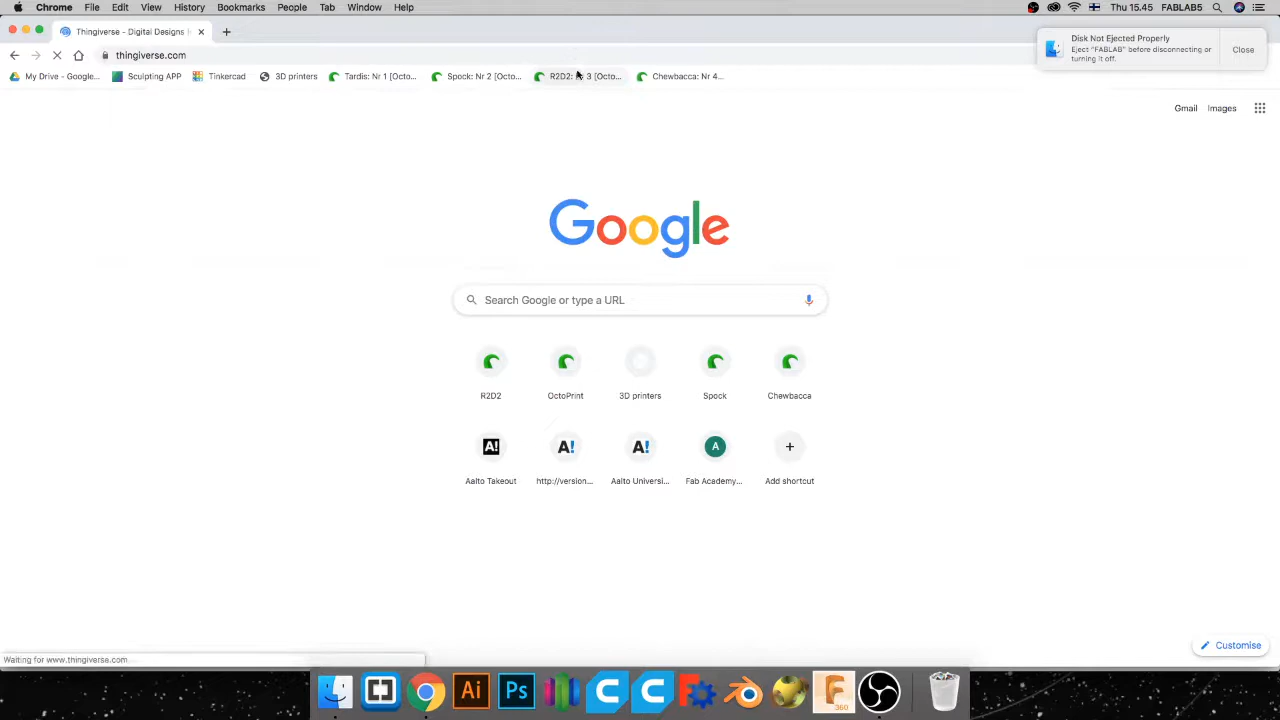 Chrome File Edit View History Bookmarks People Tab Window Help Thu 15.45 FABLAB5
Thingiverse - Digital Designs
thingiverse.com
Disk Not Ejected Properly
Eject "FABLAB" before disconnecting or
turning it off.
Close
My Drive - Google... Sculpting APP Tinkercad 3D printers Tardis: Nr 1 [Octo... Spock: Nr 2 [Octo... R2D2: 3 [Octo... Chewbacca: Nr 4...
Gmail Images
Google
Search Google or type a URL
R2D2 OctoPrint 3D printers Spock Chewbacca
A! A! A! A
Aalto Takeout http://version... Aalto Universi... Fab Academy... Add shortcut
Customise
Waiting for www.thingiverse.com
Ai Ps C C F 360